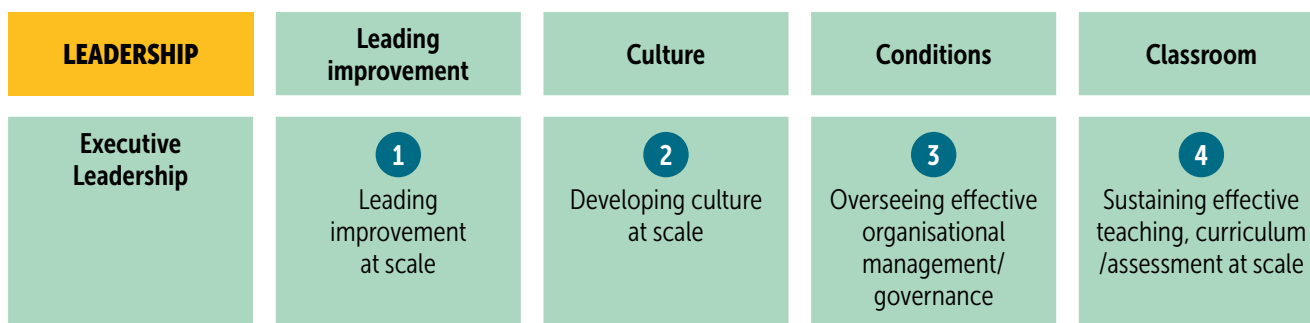 LEADERSHIP
Leading
improvement
Culture
Conditions
Classroom
Executive
Leadership
1
Leading
improvement
at scale
2
Developing culture
at scale
3
Overseeing effective
organisational
management/
governance
4
Sustaining effective
teaching, curriculum
/assessment at scale